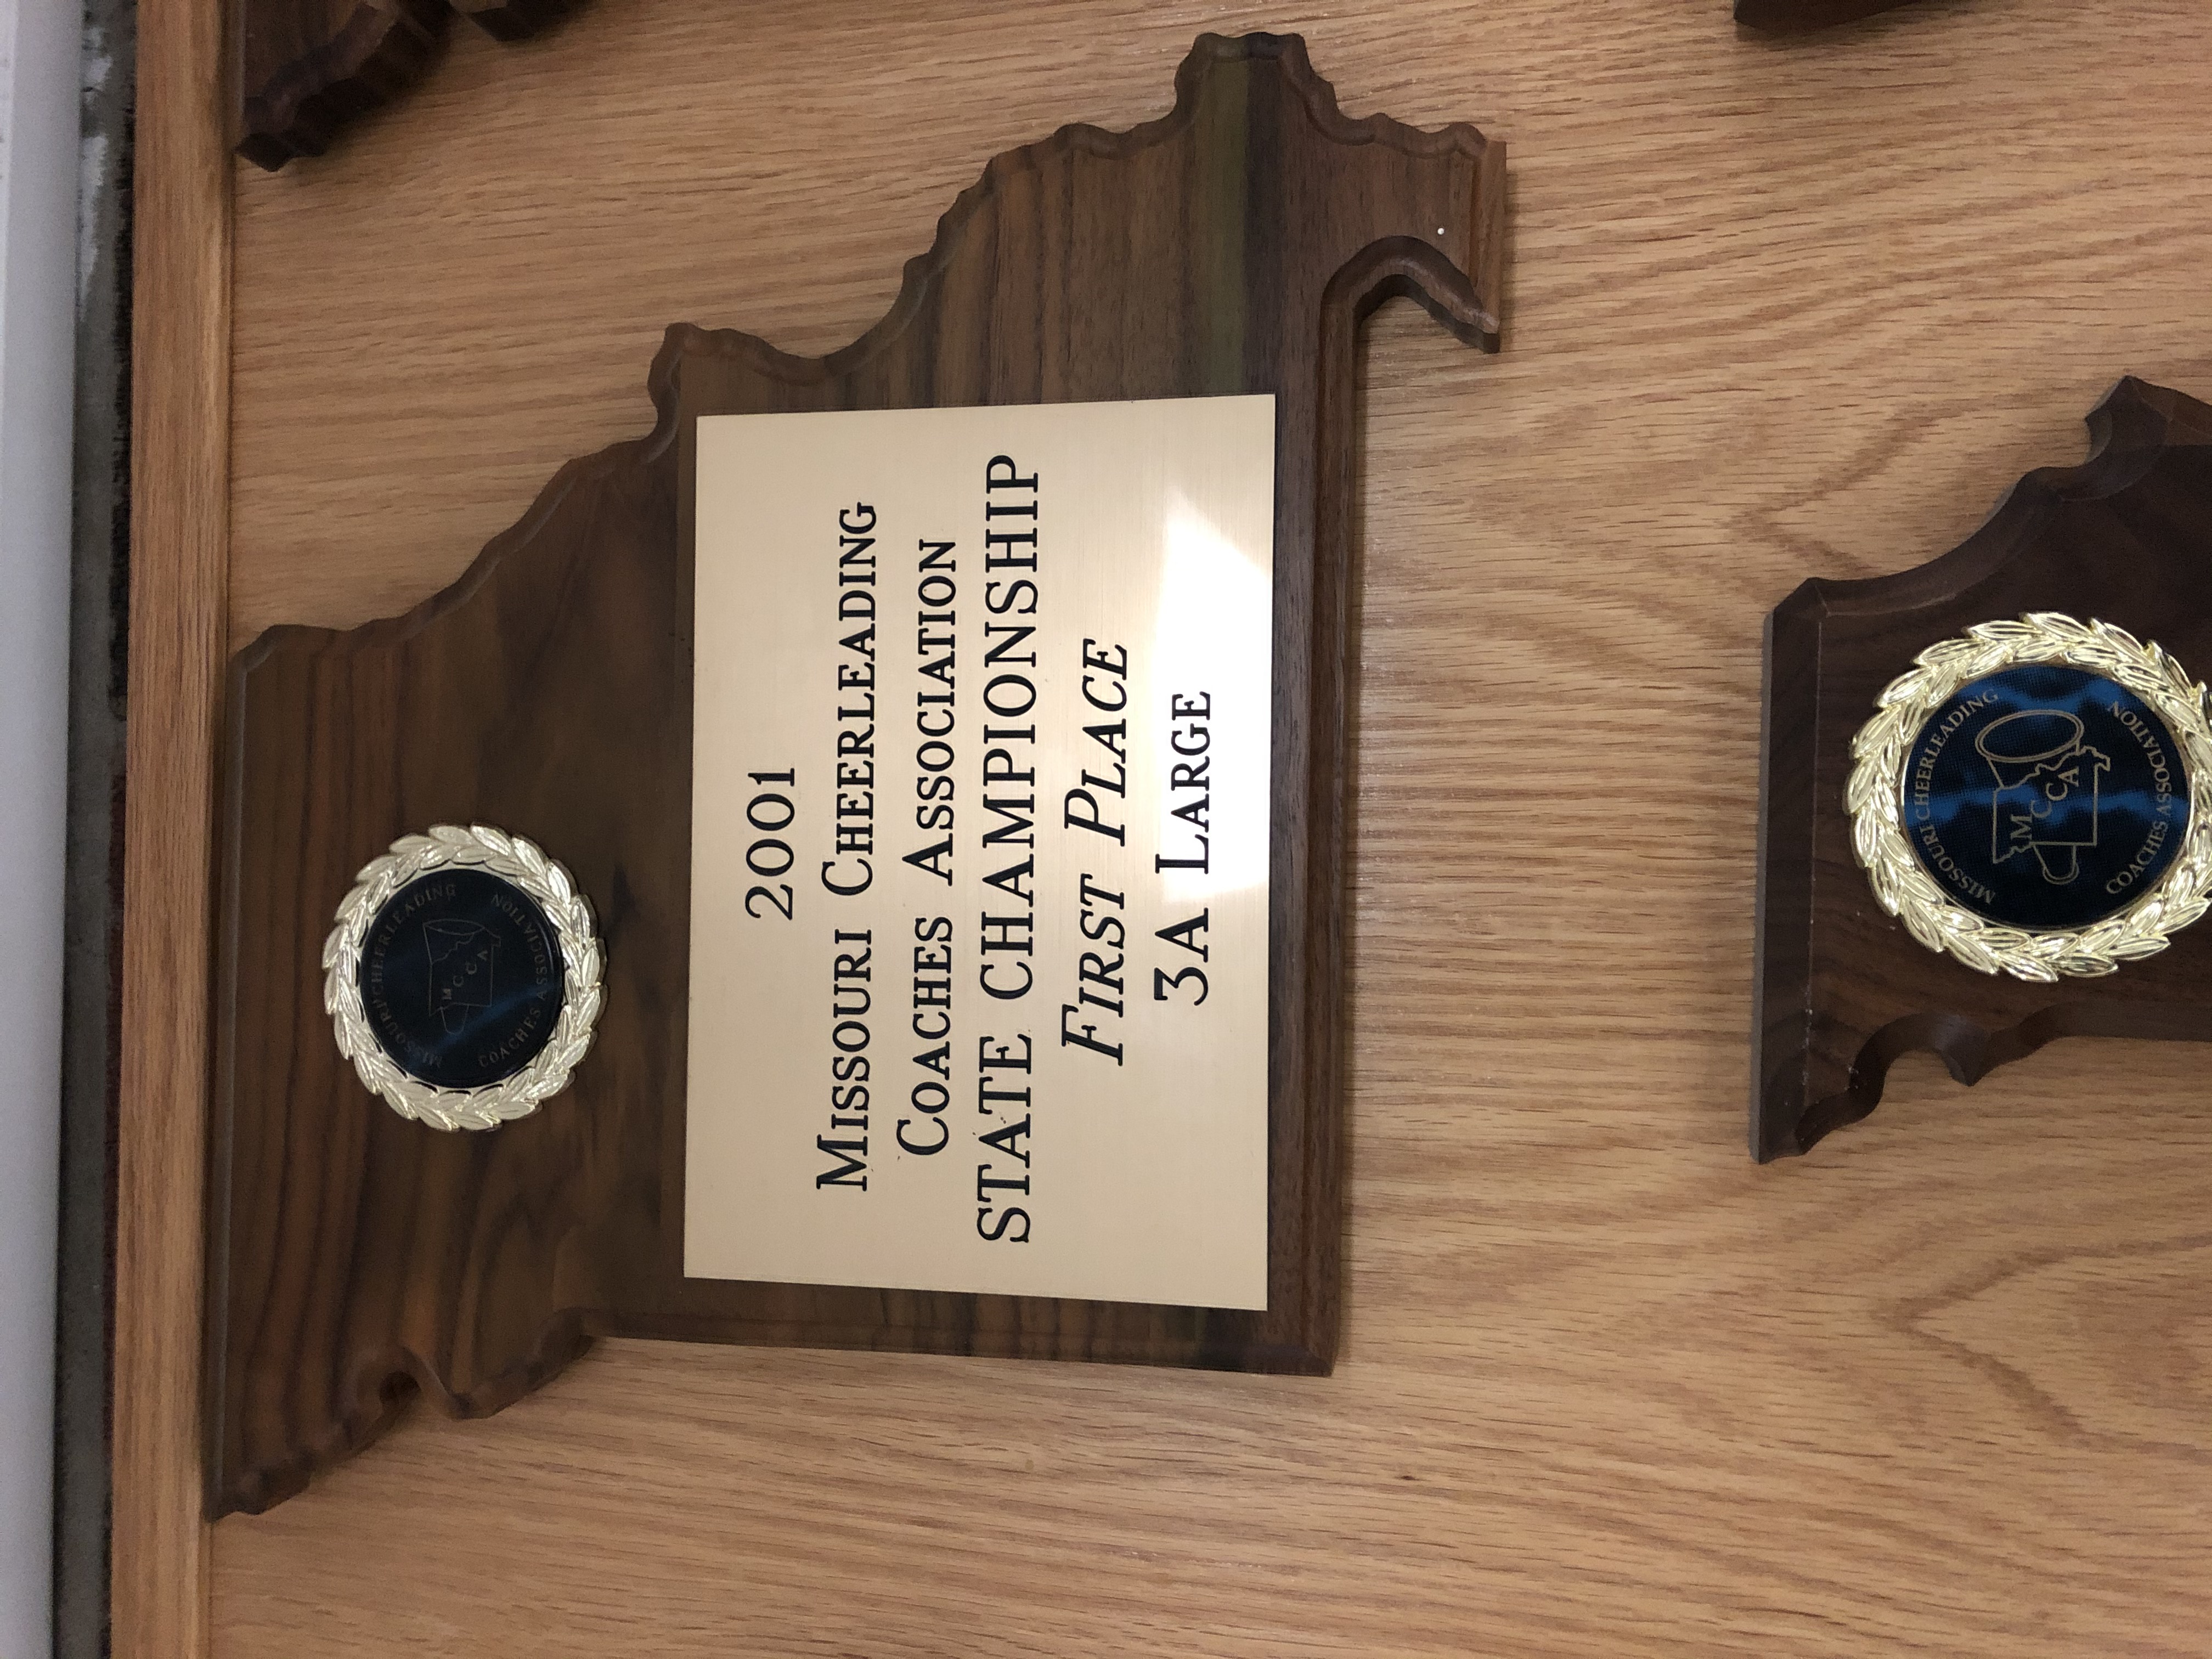 MISSOURI CHEERLEADING
MCCA
COACHES ASSOCIATION
2001
MISSOURI CHEERLEADING
COACHES ASSOCIATION
STATE CHAMPIONSHIP
FIRST PLACE
3A LARGE
MISSOURI CHEERLEADING
MCCA
COACHES ASSOCIATION